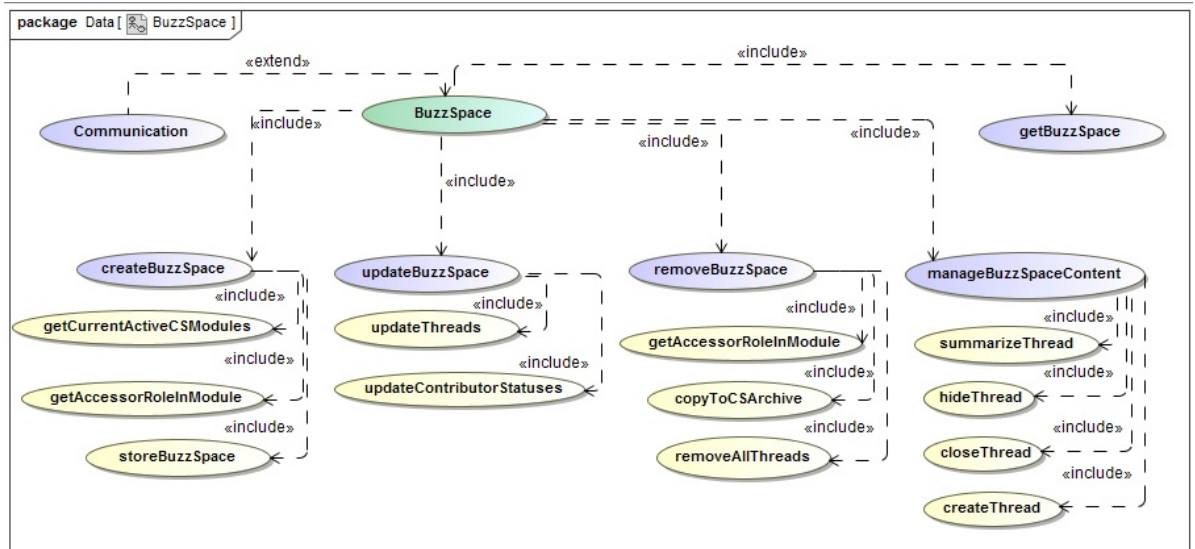 package Data [ BuzzSpace ]
«include»
«extend»
BuzzSpace
Communication
«include»
getBuzzSpace
«include»
«include»
«include»
createBuzzSpace
updateBuzzSpace
removeBuzzSpace
manageBuzzSpaceContent
«include»
«include»
«include»
«include»
getCurrentActiveCSModules
updateThreads
getAccessorRoleInModule
summarizeThread
«include»
«include»
«include»
«include»
getAccessorRoleInModule
updateContributorStatuses
copyToCSArchive
hideThread
«include»
«include»
«include»
storeBuzzSpace
removeAllThreads
closeThread
«include»
createThread